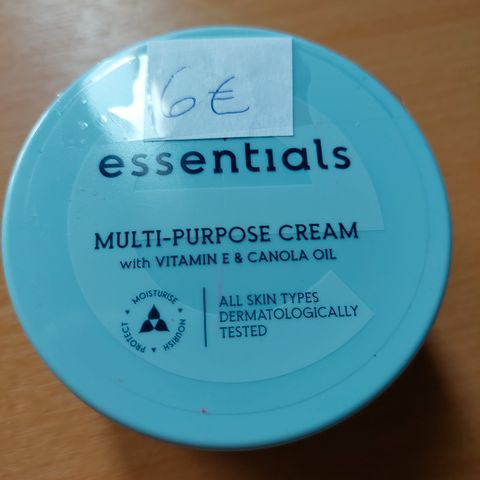 6€
essentials
MULTI-PURPOSE CREAM
with VITAMIN E & CANOLA OIL
MOISTURISE
NOURISH
PROTECT
ALL SKIN TYPES
DERMATOLOGICALLY
TESTED